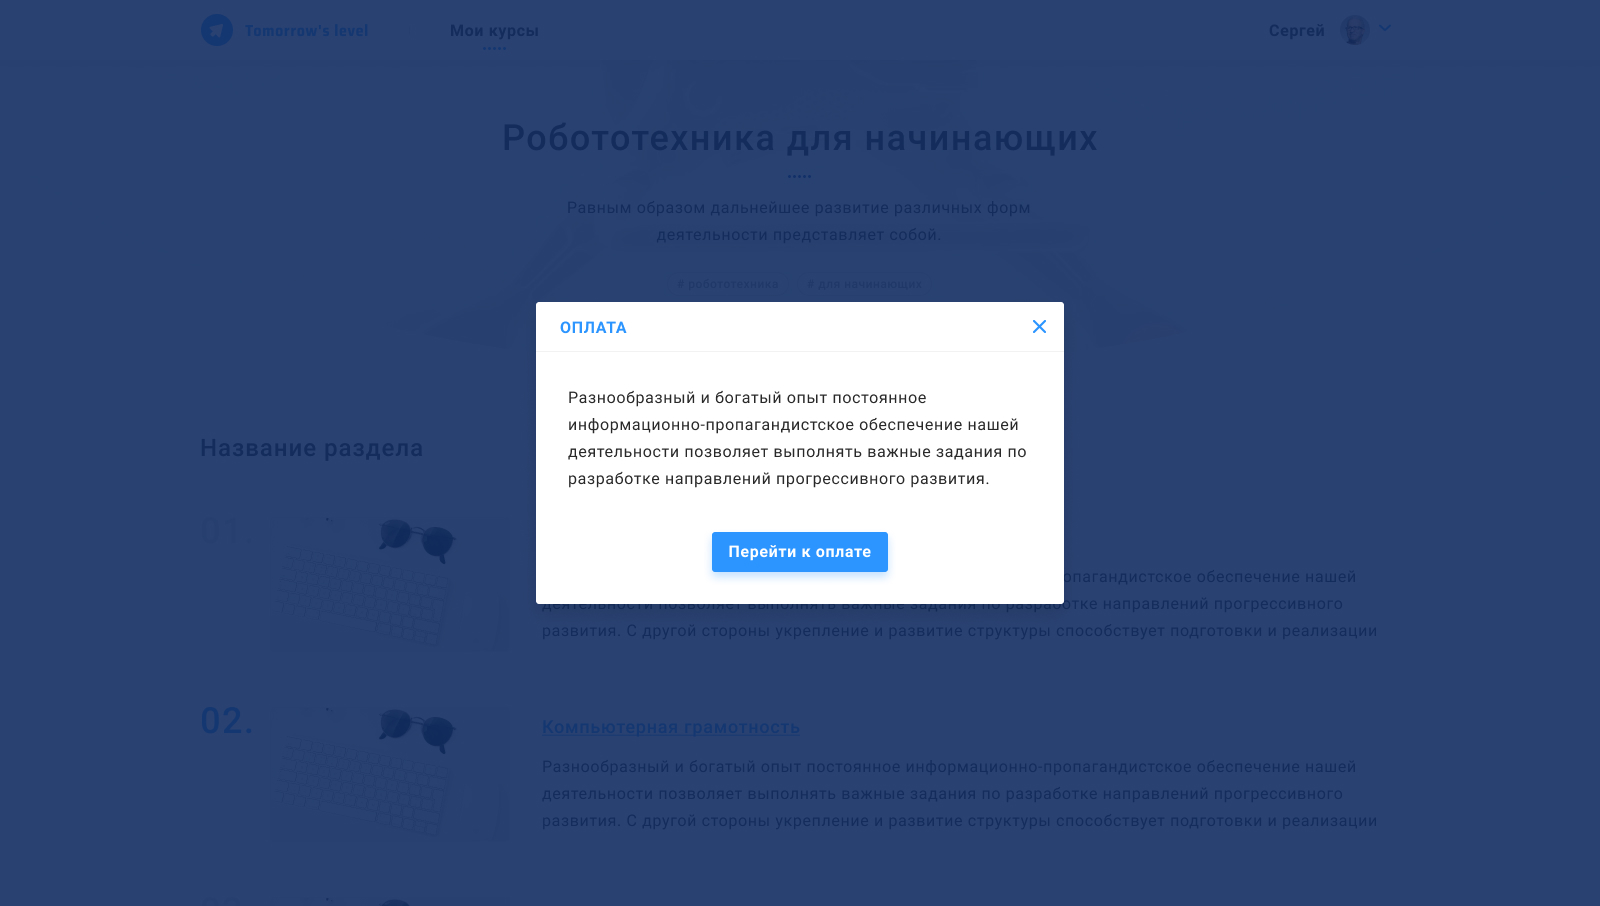 Tomorrow's level
Мои курсы
Сергей
Робототехника для начинающих
Равным образом дальнейшее развитие различных форм
деятельности представляет собой.
# робототехника
# для начинающих
ОПЛАТА
Разнообразный и богатый опыт постоянное
информационно-пропагандистское обеспечение нашей
деятельности позволяет выполнять важные задания по
разработке направлений прогрессивного развития.
Перейти к оплате
Название раздела
01.
обеспечение нашей
деятельности позволяет выполнять важные задания по разработке направлений прогрессивного
развития. С другой стороны укрепление и развитие структуры способствует подготовки и реализации
02.
Компьютерная грамотность
Разнообразный и богатый опыт постоянное информационно-пропагандистское обеспечение нашей
деятельности позволяет выполнять важные задания по разработке направлений прогрессивного
развития. С другой стороны укрепление и развитие структуры способствует подготовки и реализации